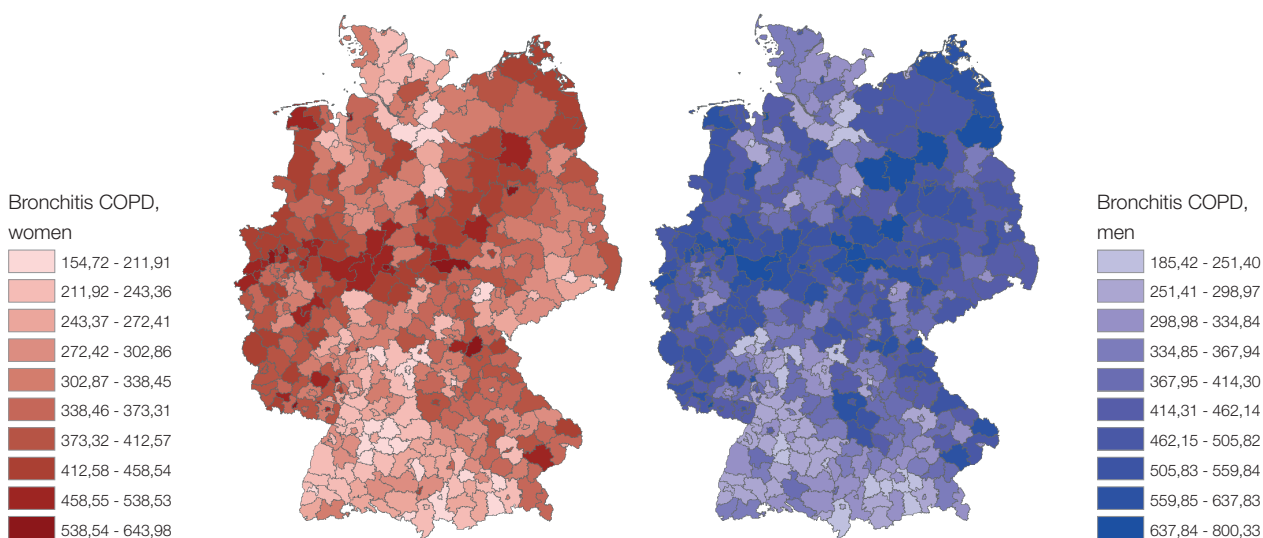 Bronchitis COPD,
women
154,72 - 211,91
211,92 - 243,36
243,37 - 272,41
272,42 - 302,86
302,87 - 338,45
338,46 - 373,31
373,32 - 412,57
412,58 - 458,54
458,55 - 538,53
538,54 - 643,98
Bronchitis COPD,
men
185,42 - 251,40
251,41 - 298,97
298,98 - 334,84
334,85 - 367,94
367,95 - 414,30
414,31 - 462,14
462,15 - 505,82
505,83 - 559,84
559,85 - 637,83
637,84 - 800,33